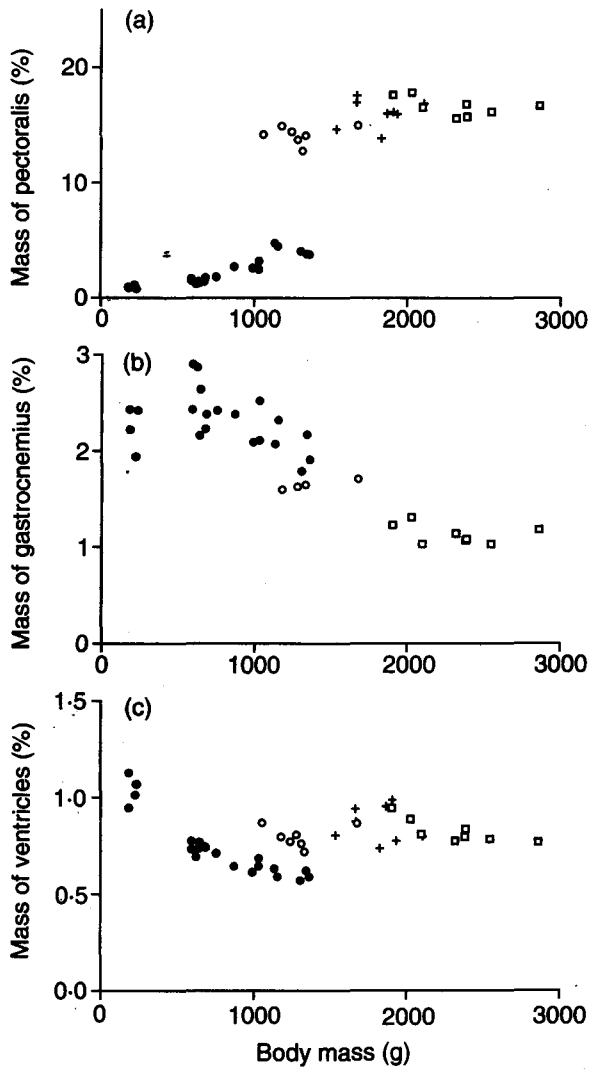 (a)
Mass of pectoralis (%)
20
10
0
0 1000 2000 3000
(b)
Mass of gastrocnemius (%)
3
2
1
0
0 1000 2000 3000
(c)
Mass of ventricles (%)
1·5
1·0
0·5
0·0
0 1000 2000 3000
Body mass (g)